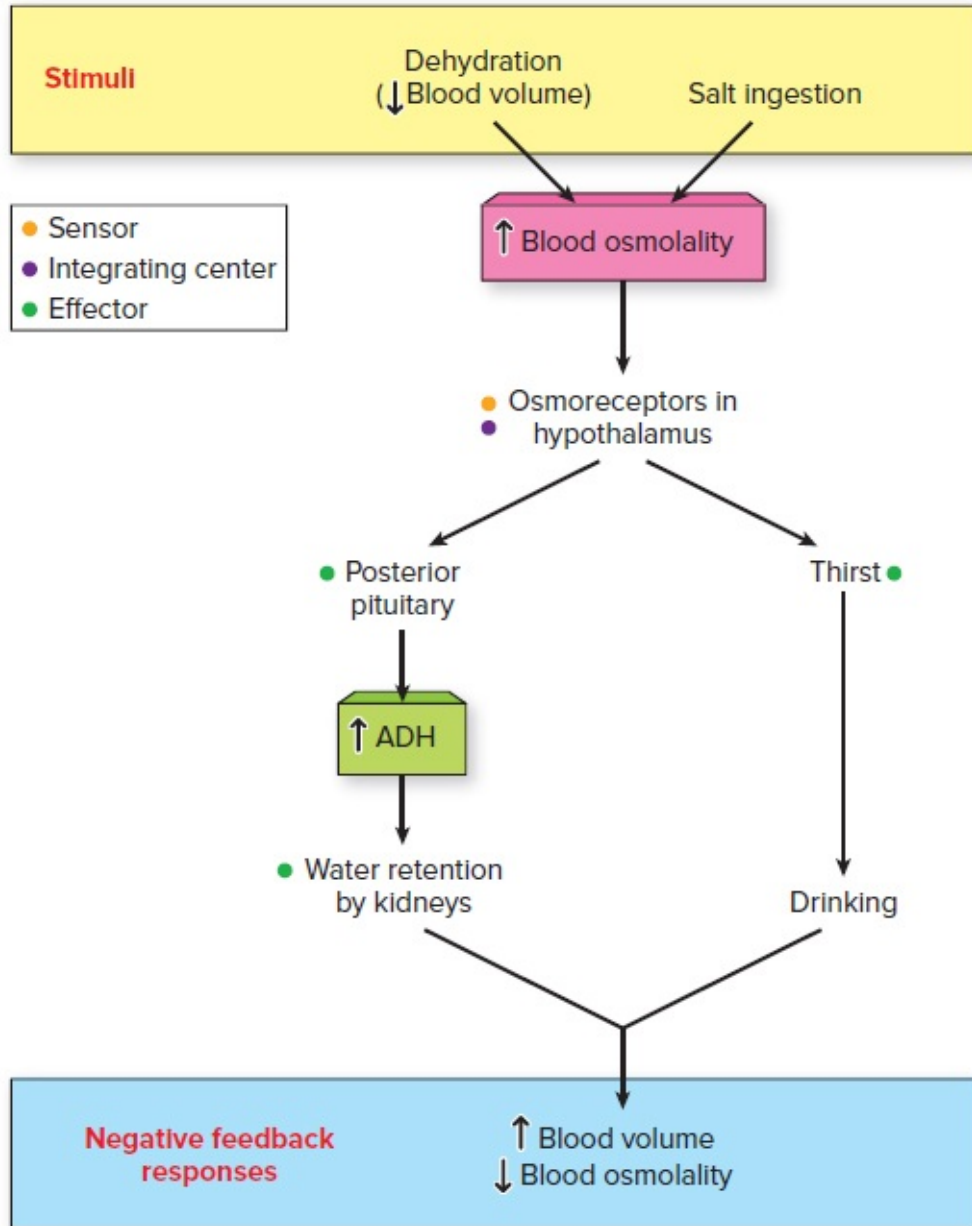 Stimuli
Dehydration
(↓Blood volume)
Salt ingestion
Sensor
Integrating center
Effector
↑ Blood osmolality
Osmoreceptors in
hypothalamus
Posterior
pituitary
Thirst
↑ ADH
Water retention
by kidneys
Drinking
Negative feedback
responses
↑ Blood volume
↓ Blood osmolality